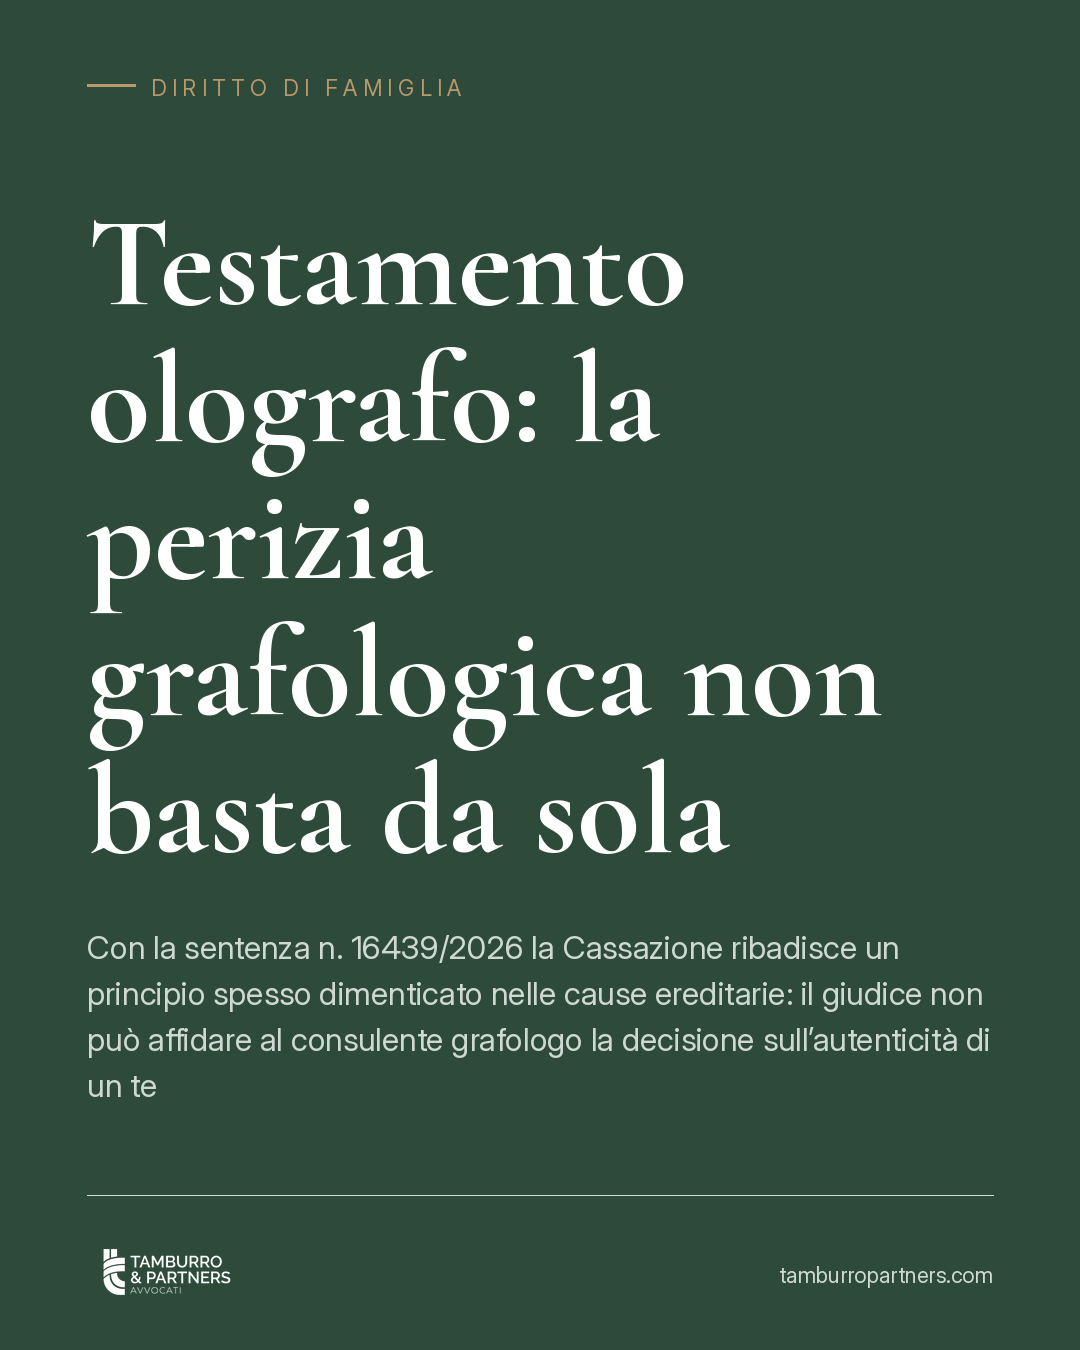 DIRITTO DI FAMIGLIA
Testamento
olografo: la
perizia
grafologica non
basta da sola
Con la sentenza n. 16439/2026 la Cassazione ribadisce un
principio spesso dimenticato nelle cause ereditarie: il giudice non
può affidare al consulente grafologo la decisione sull’autenticità di
un te
TAMBURRO
& PARTNERS
AVVOCATI
tamburropartners.com